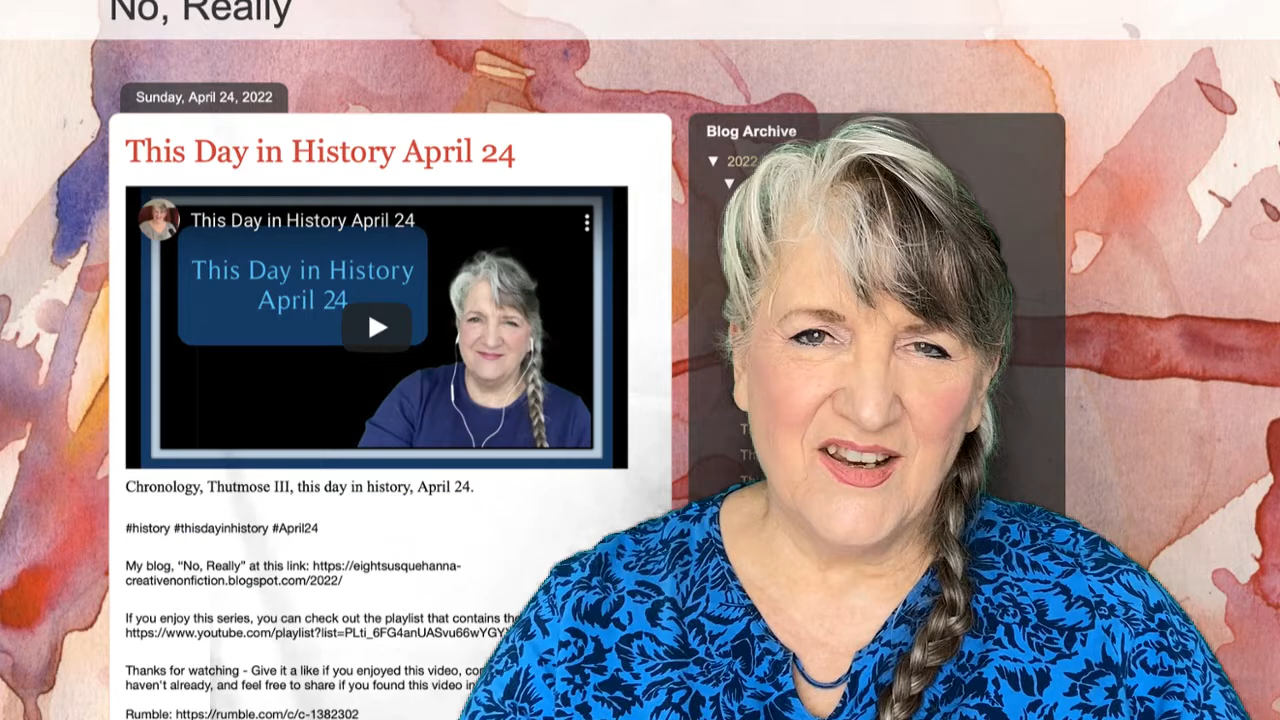 No, Really
Sunday, April 24, 2022
This Day in History April 24
Blog Archive
▼ 2022
▼
This Day in History April 24
This Day in History
April 24
Chronology, Thutmose III, this day in history, April 24.
#history #thisdayinhistory #April24
My blog, “No, Really” at this link: https://eightsusquehanna-
creativenonfiction.blogspot.com/2022/
If you enjoy this series, you can check out the playlist that contains
https://www.youtube.com/playlist?list=PLti_6FG4anUASvu66wYGY
Thanks for watching - Give it a like if you enjoyed this video,
haven't already, and feel free to share if you found this video
Rumble: https://rumble.com/c/c-1382302